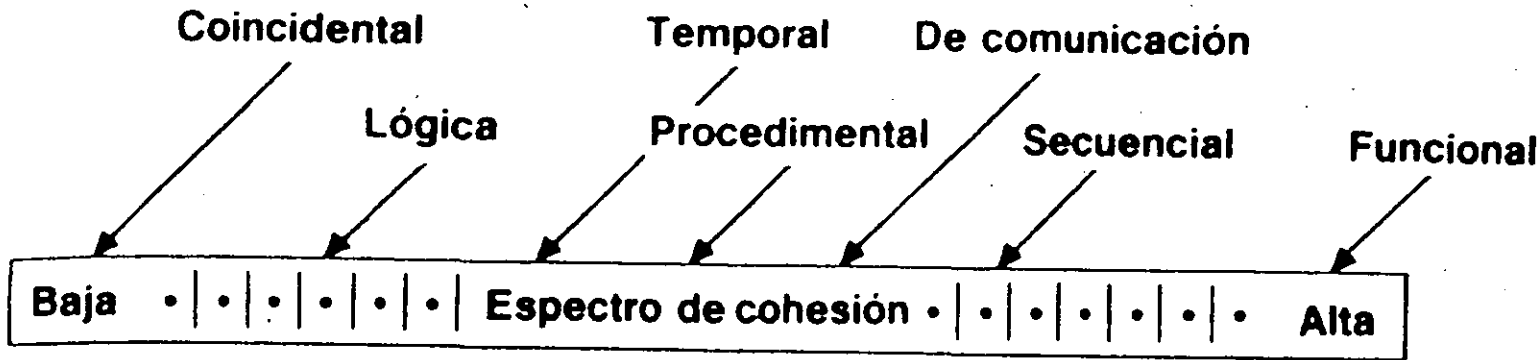 Coincidental Temporal De comunicación
Lógica Procedimental Secuencial Funcional
Baja • | • | • | • | • | • | Espectro de cohesión • | • | • | • | • | • | • Alta